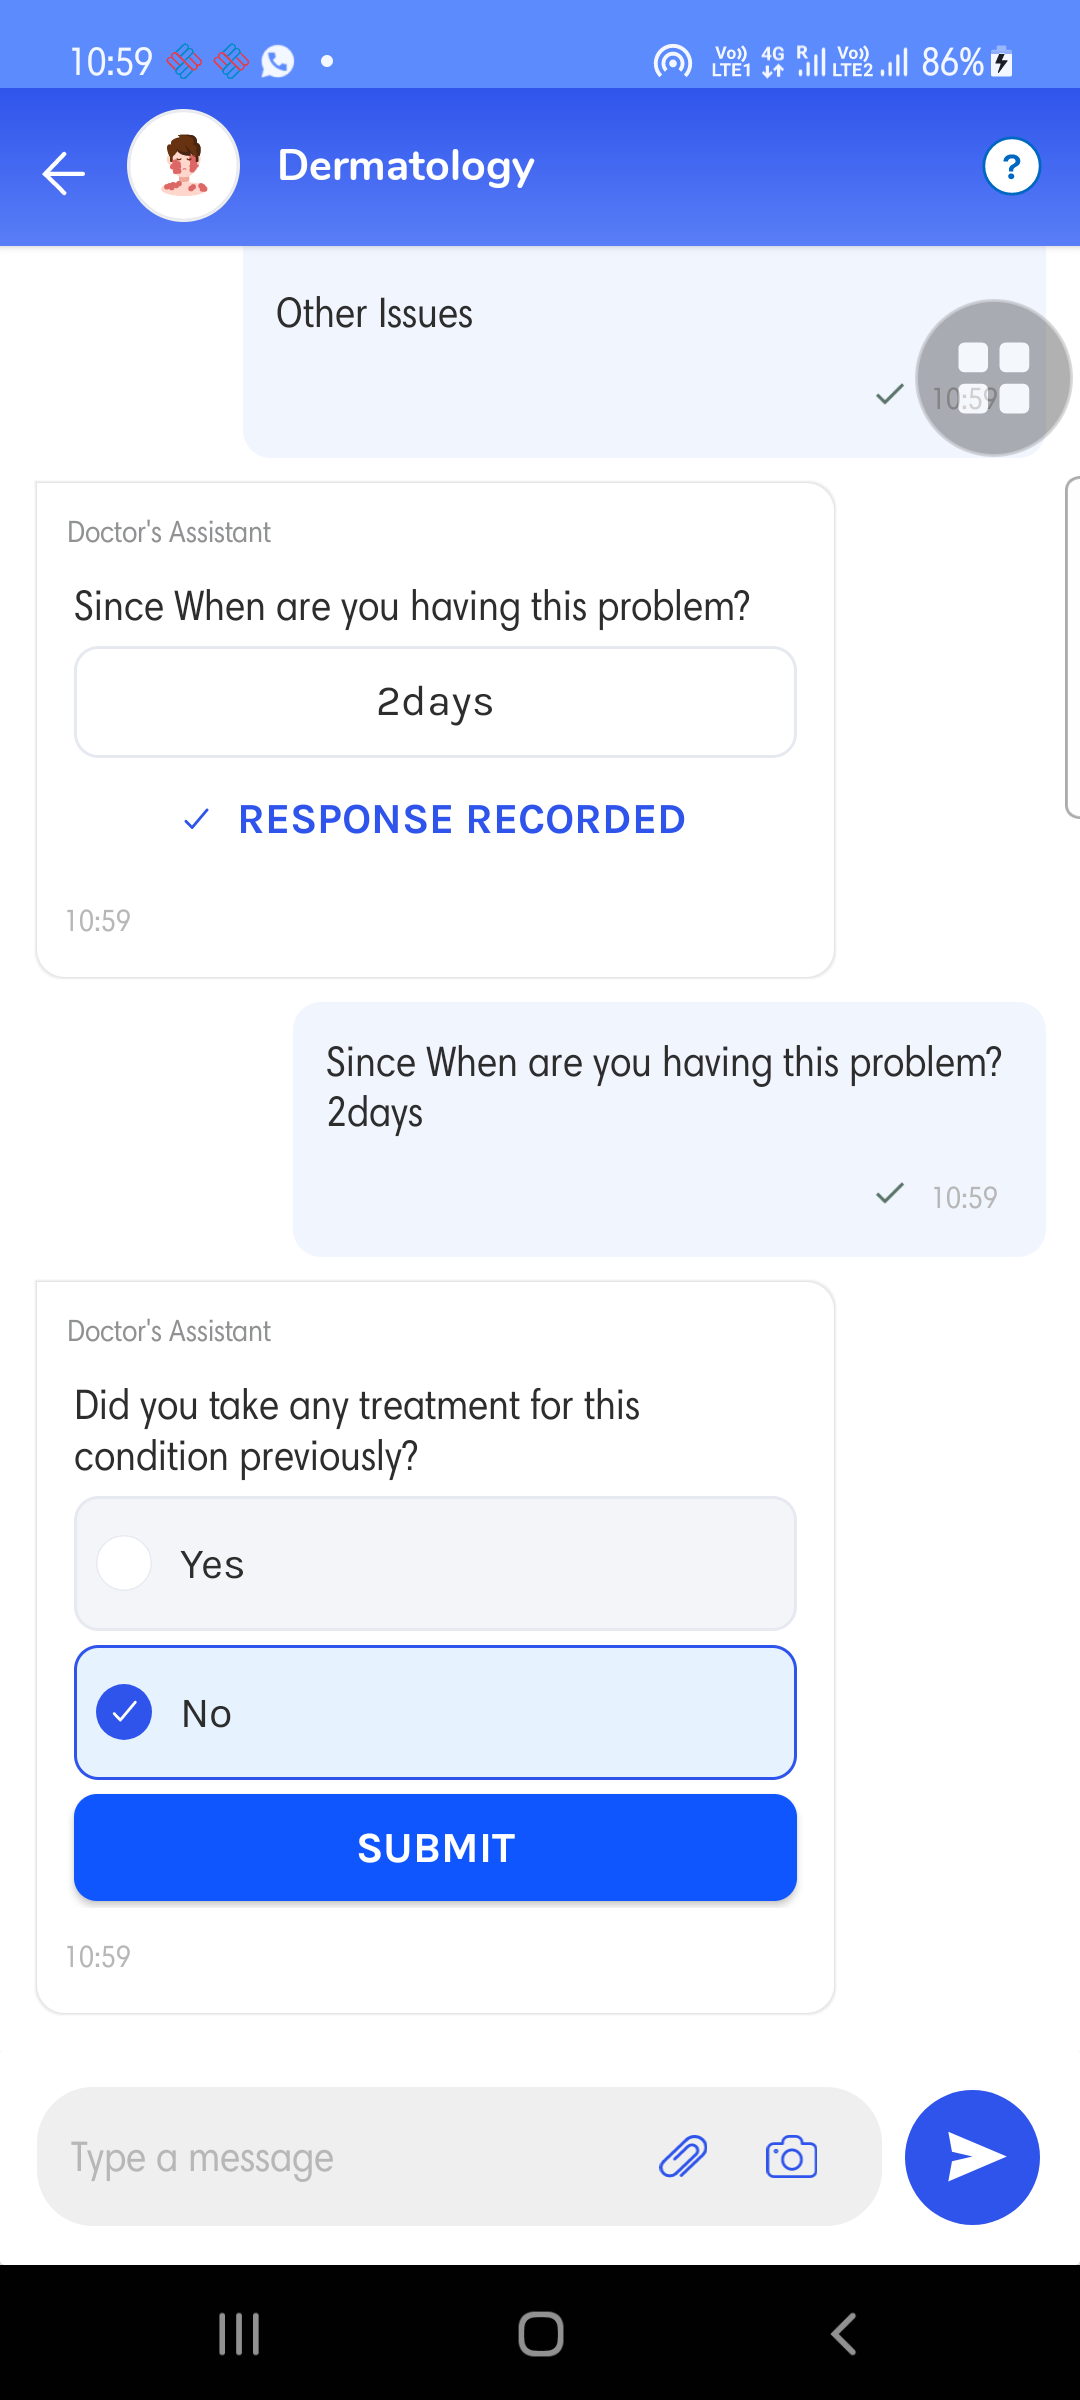 10:59
Vo)) LTE1 4G R Vo)) LTE2 86%
Dermatology
?
Other Issues
10:59
Doctor's Assistant
Since When are you having this problem?
2days
RESPONSE RECORDED
10:59
Since When are you having this problem?
2days
10:59
Doctor's Assistant
Did you take any treatment for this
condition previously?
Yes
No
SUBMIT
10:59
Type a message